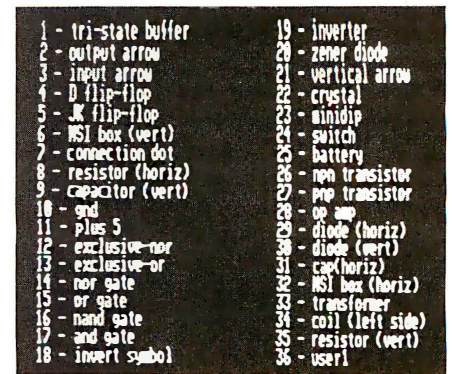 1 - tri-state buffer
2 - output arrow
3 - input arrow
4 - D flip-flop
5 - JK flip-flop
6 - MSI box (vert)
7 - connection dot
8 - resistor (horiz)
9 - capacitor (vert)
10 - gnd
11 - plus 5
12 - exclusive-nor
13 - exclusive-or
14 - nor gate
15 - or gate
16 - nand gate
17 - and gate
18 - invert symbol
19 - inverter
20 - zener diode
21 - vertical arrow
22 - crystal
23 - minidip
24 - switch
25 - battery
26 - npn transistor
27 - pnp transistor
28 - op amp
29 - diode (horiz)
30 - diode (vert)
31 - cap(horiz)
32 - MSI box (horiz)
33 - transformer
34 - coil (left side)
35 - resistor (vert)
36 - user1